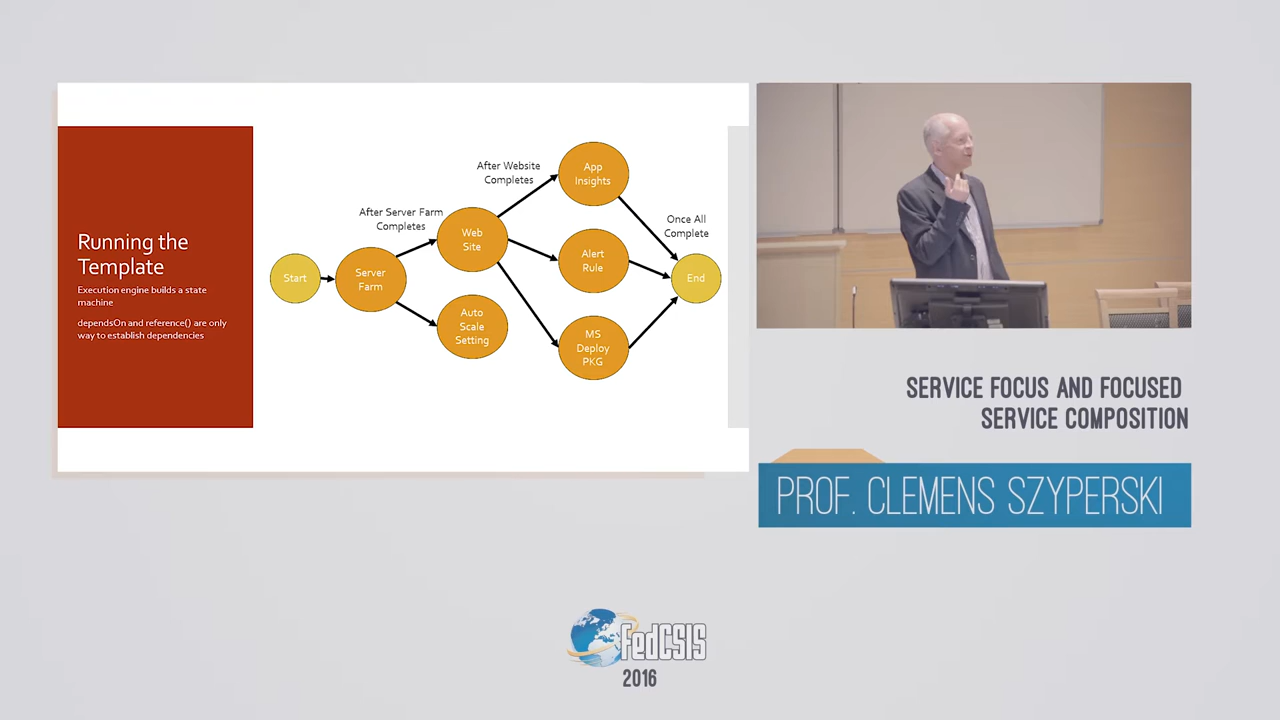 Running the
Template
Execution engine builds a state
machine
dependsOn and reference() are only
way to establish dependencies
Start
Server
Farm
After Server Farm
Completes
Web
Site
Auto
Scale
Setting
After Website
Completes
App
Insights
Alert
Rule
MS
Deploy
PKG
Once All
Complete
End
SERVICE FOCUS AND FOCUSED
SERVICE COMPOSITION
PROF. CLEMENS SZYPERSKI
FedCSIS
2016